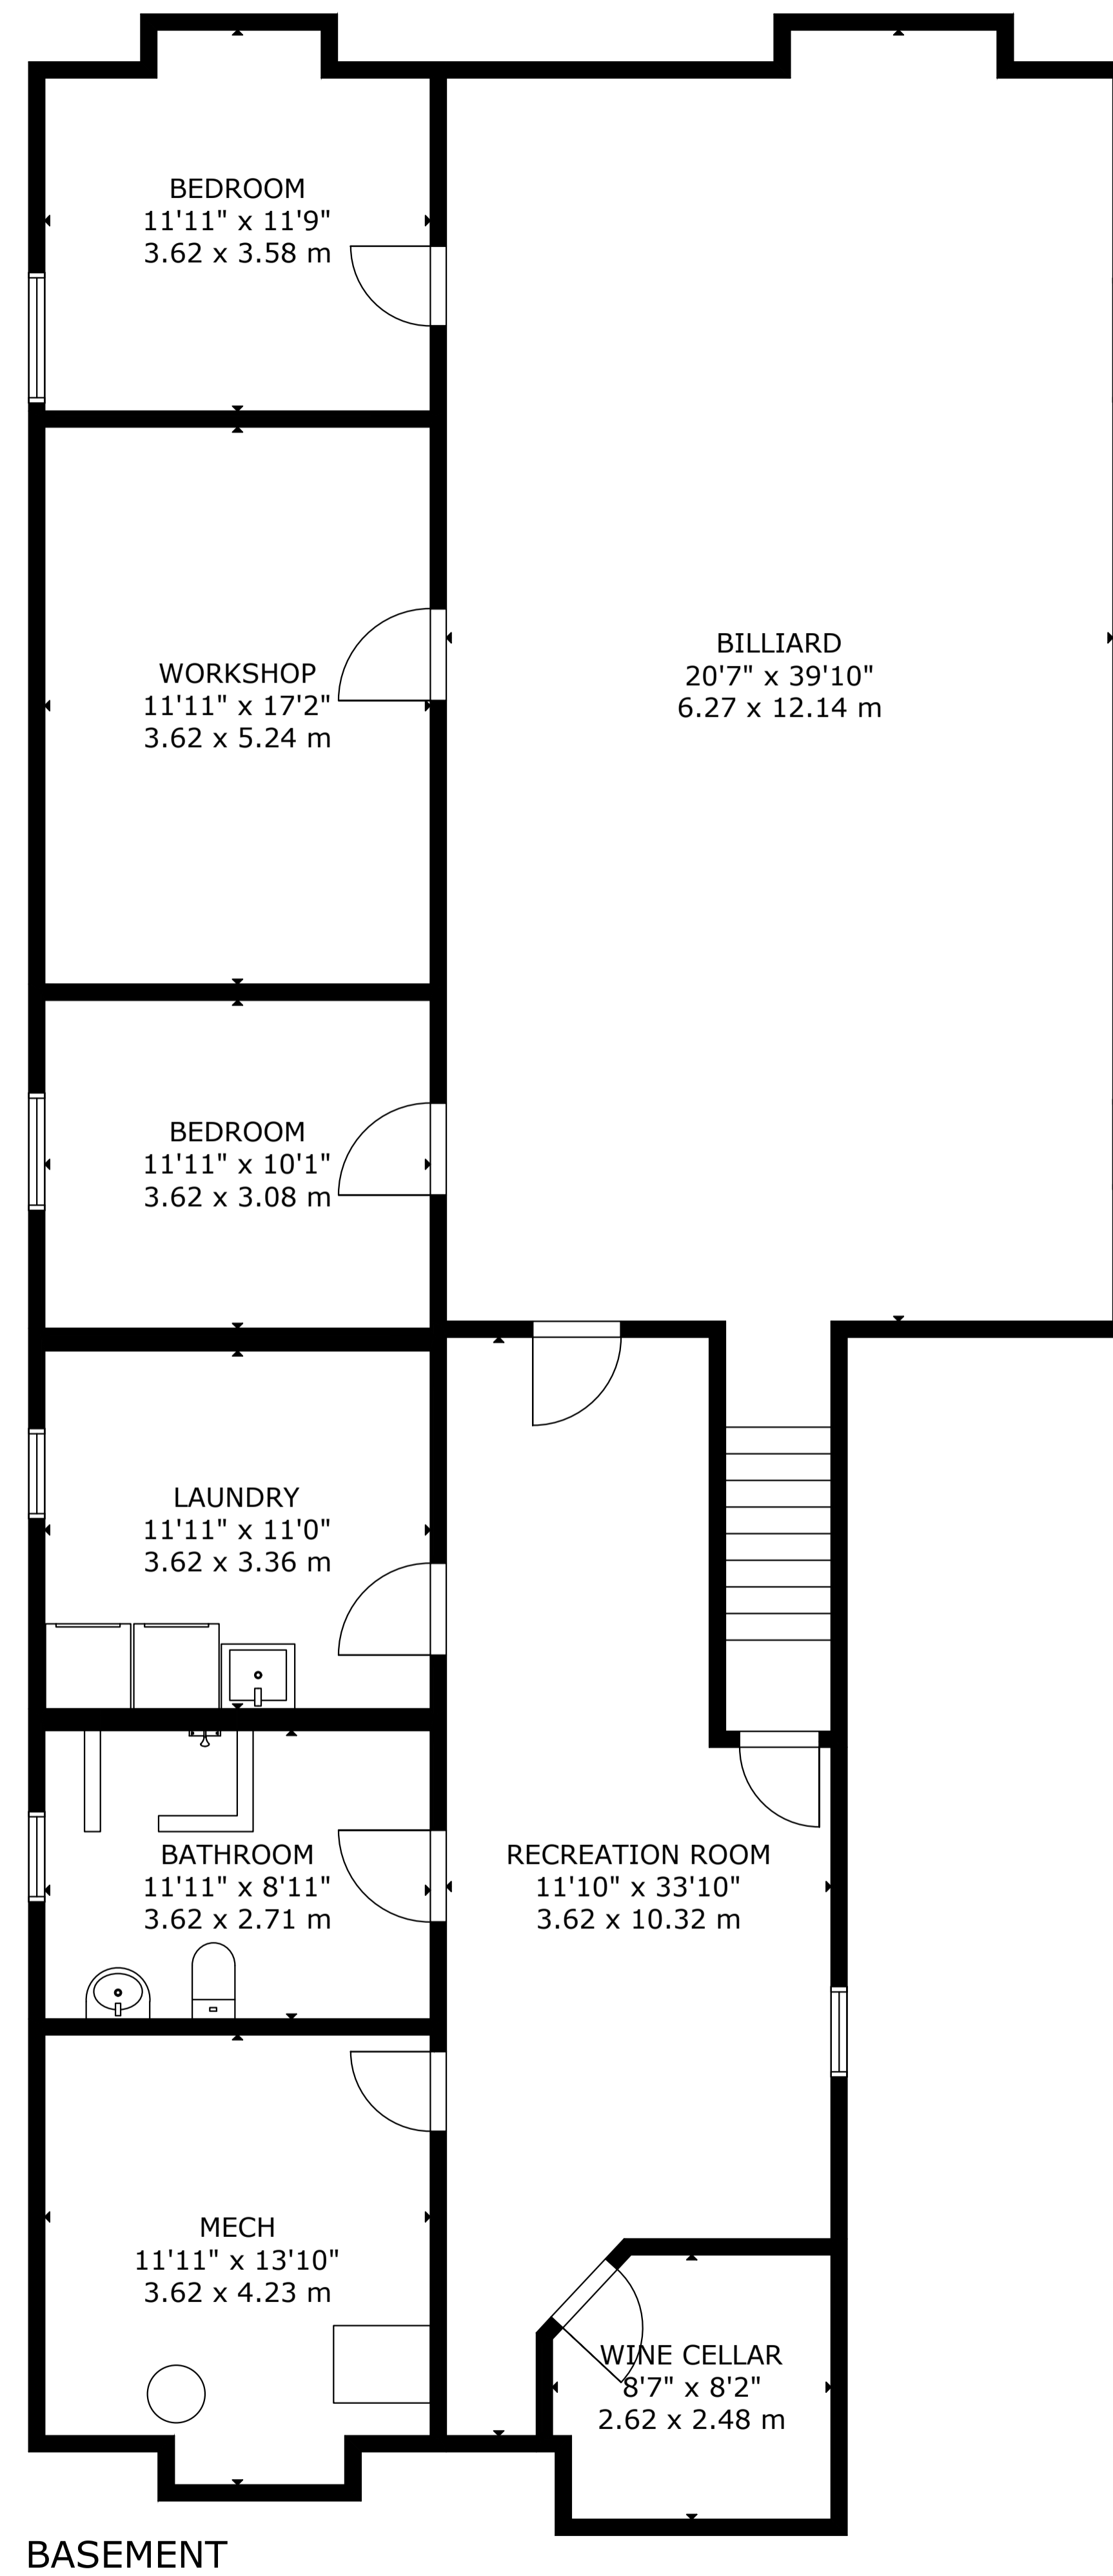 BEDROOM
11'11" x 11'9"
3.62 x 3.58 m
BILLIARD
20'7" x 39'10"
6.27 x 12.14 m
WORKSHOP
11'11" x 17'2"
3.62 x 5.24 m
BEDROOM
11'11" x 10'1"
3.62 x 3.08 m
LAUNDRY
11'11" x 11'0"
3.62 x 3.36 m
BATHROOM
11'11" x 8'11"
3.62 x 2.71 m
RECREATION ROOM
11'10" x 33'10"
3.62 x 10.32 m
MECH
11'11" x 13'10"
3.62 x 4.23 m
WINE CELLAR
8'7" x 8'2"
2.62 x 2.48 m
BASEMENT